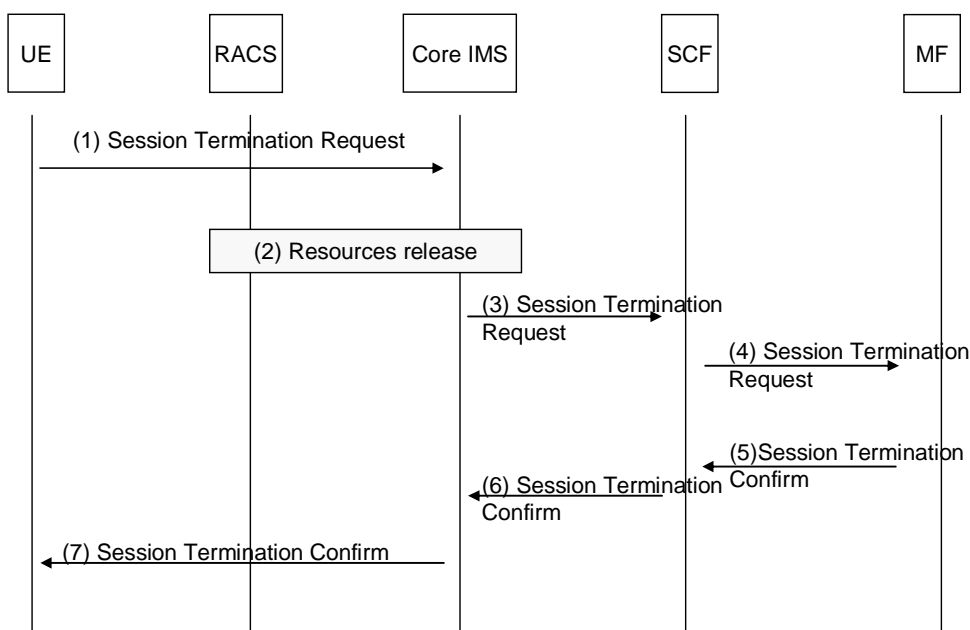 UE
RACS
Core IMS
SCF
MF
(1) Session Termination Request
(2) Resources release
(3) Session Termination
Request
(4) Session Termination
Request
(5)Session Termination
Confirm
(6) Session Termination
Confirm
(7) Session Termination Confirm